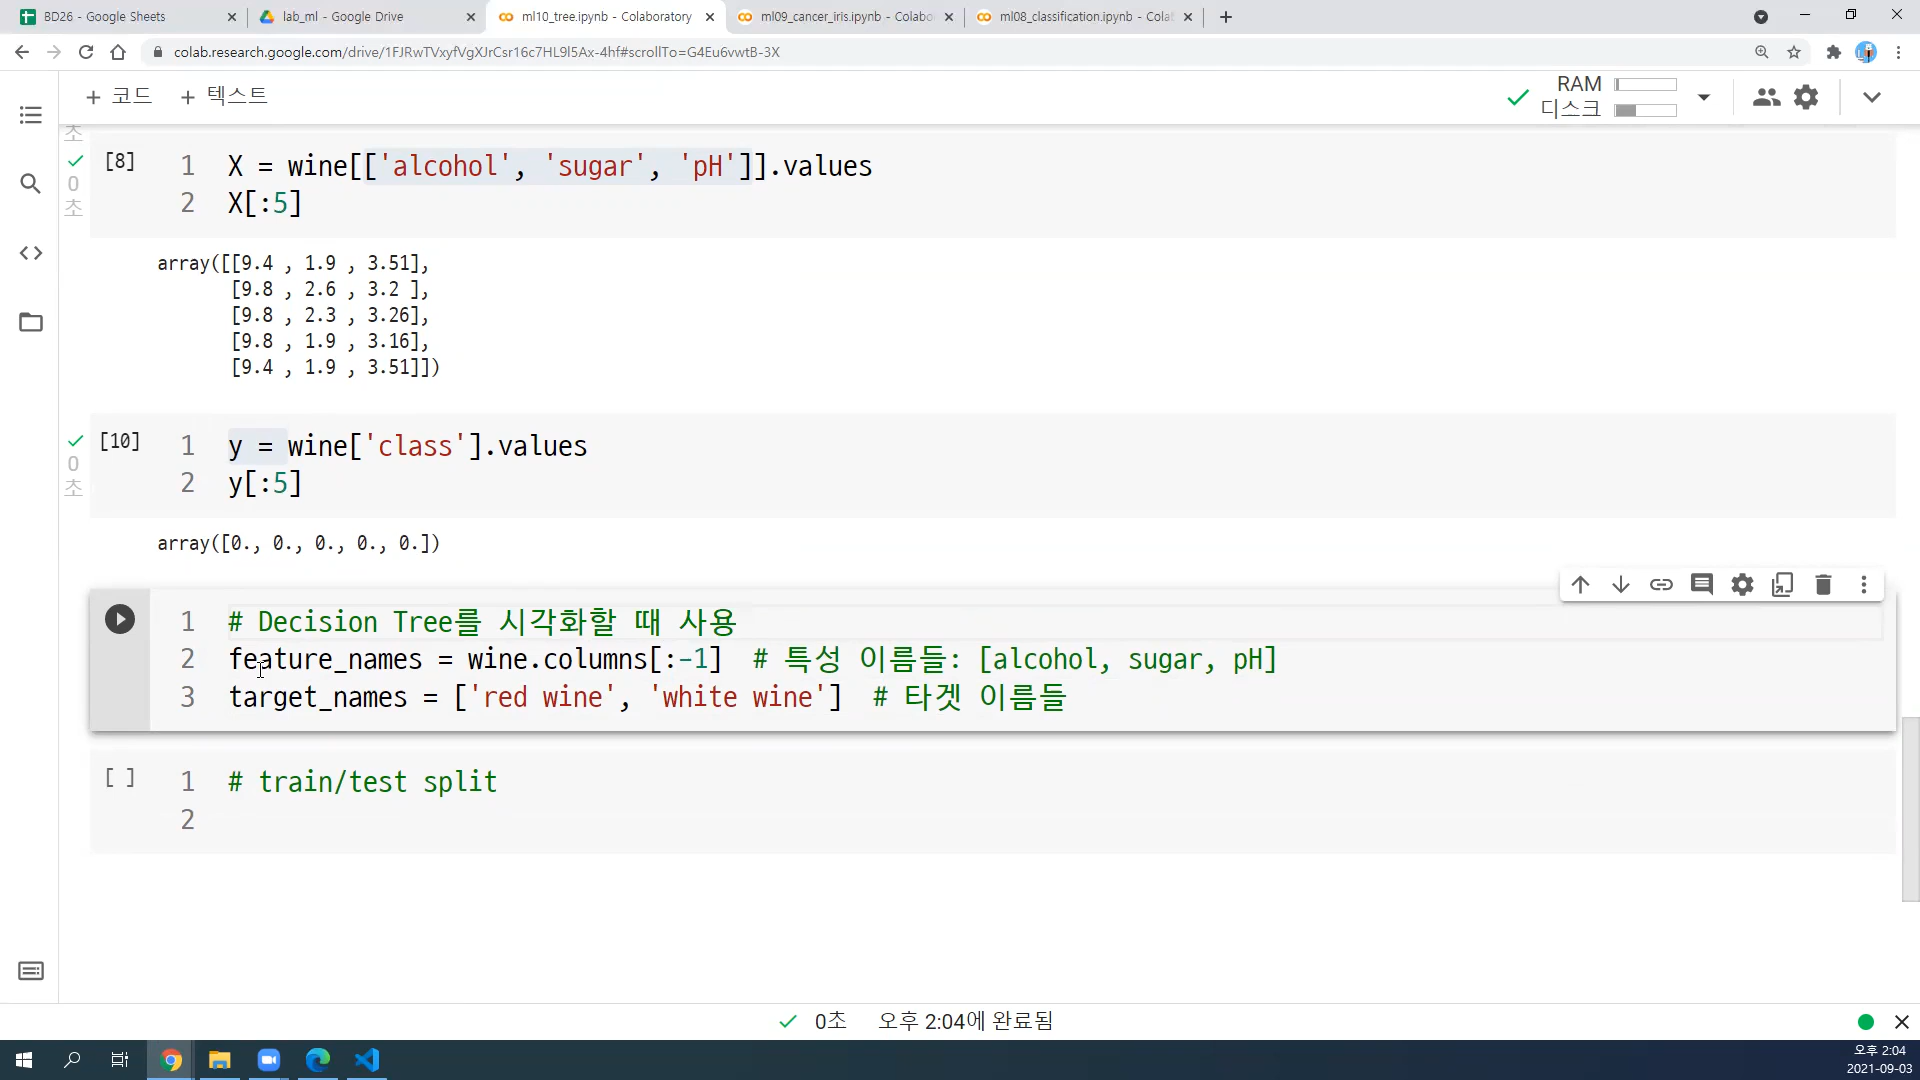 BD26 - Google Sheets
lab_ml - Google Drive
ml10_tree.ipynb - Colaboratory
ml09_cancer_iris.ipynb - Colabo
ml08_classification.ipynb - Cola
colab.research.google.com/drive/1FJRwTVxyfVgXJrCsr16c7HL9l5Ax-4hf#scrollTo=G4Eu6vwtB-3X
+ 코드 + 텍스트
RAM
디스크
초
[8]
0
초
1 X = wine[['alcohol', 'sugar', 'pH']].values
2 X[:5]
array([[9.4 , 1.9 , 3.51],
[9.8 , 2.6 , 3.2 ],
[9.8 , 2.3 , 3.26],
[9.8 , 1.9 , 3.16],
[9.4 , 1.9 , 3.51]])
[10]
0
초
1 y = wine['class'].values
2 y[:5]
array([0., 0., 0., 0., 0.])
1 # Decision Tree를 시각화할 때 사용
2 feature_names = wine.columns[:-1]  # 특성 이름들: [alcohol, sugar, pH]
3 target_names = ['red wine', 'white wine']  # 타겟 이름들
[ ]
1 # train/test split
2
0초 오후 2:04에 완료됨
오후 2:04
2021-09-03